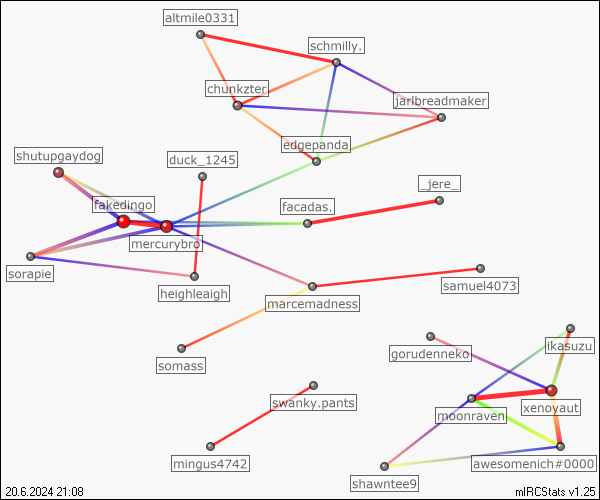 altmile0331
schmilly.
chunkzter
jarlbreadmaker
edgepanda
shutupgaydog
duck_1245
_jere_
fakedingo
facadas.
mercurybro
sorapie
heighleaigh
marcemadness
samuel4073
somass
gorudenneko
ikasuzu
swanky.pants
xenoyaut
moonraven
mingus4742
awesomenich#0000
shawntee9
20.6.2024 21:08
mIRCStats v1.25